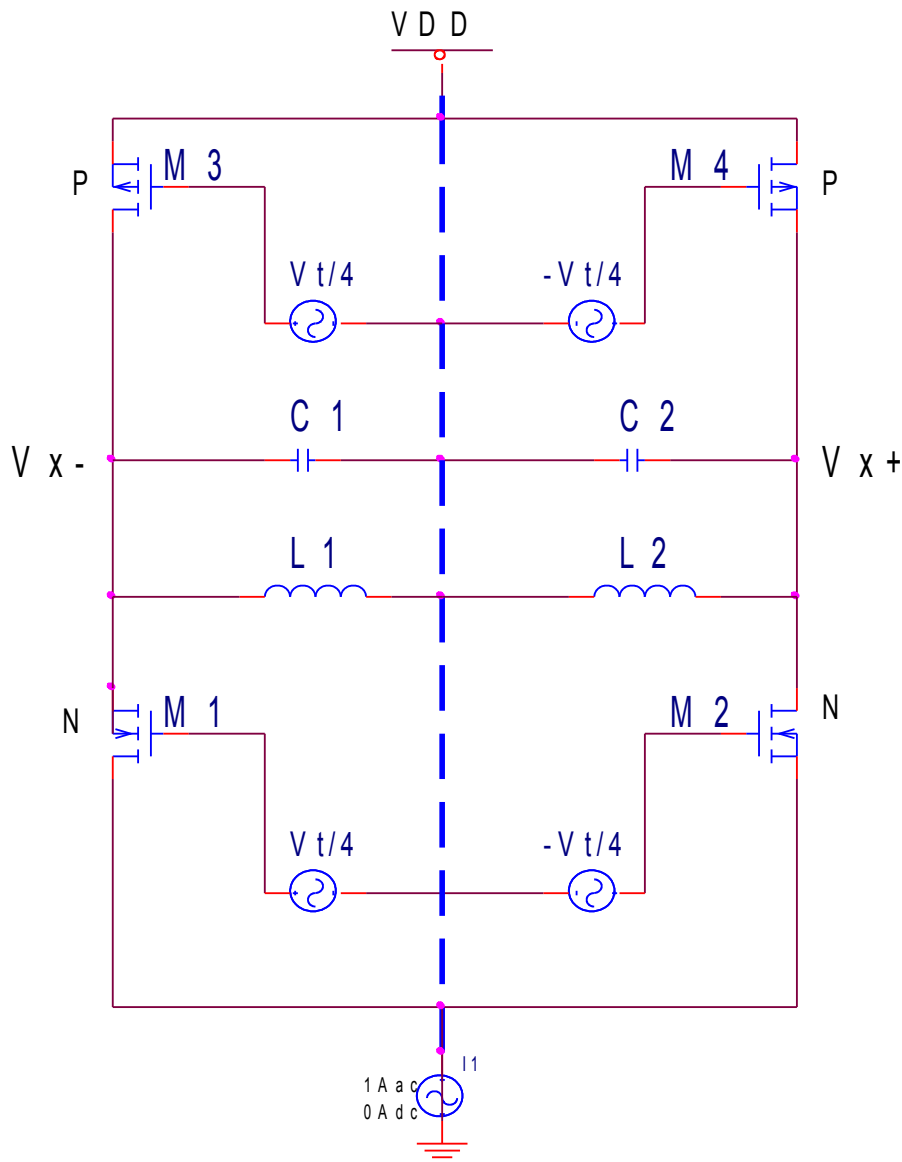 VDD
P M3 M4 P
Vt/4 -Vt/4
C1 C2
Vx- Vx+
L1 L2
N M1 M2 N
Vt/4 -Vt/4
I1
1Aac
0Adc